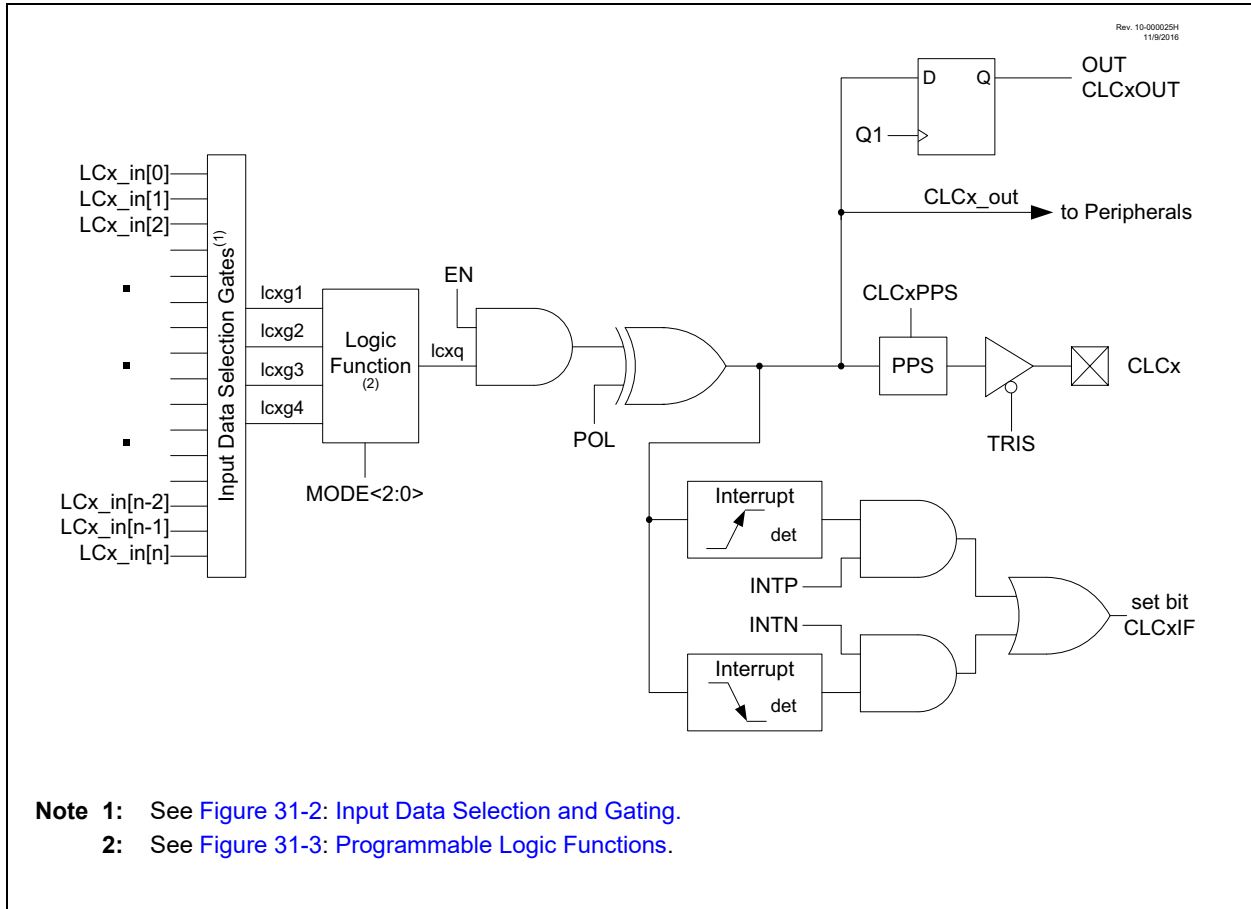 Rev. 10-000025H
11/9/2016
OUT
CLCxOUT
D
Q
Q1
CLCx_out
to Peripherals
LCx_in[0]
LCx_in[1]
LCx_in[2]
Input Data Selection Gates(1)
lcxg1
lcxg2
lcxg3
lcxg4
Logic
Function
(2)
MODE<2:0>
lcxq
EN
POL
CLCxPPS
PPS
CLCx
TRIS
LCx_in[n-2]
LCx_in[n-1]
LCx_in[n]
Interrupt
det
INTP
INTN
Interrupt
det
set bit
CLCxIF
Note 1: See Figure 31-2: Input Data Selection and Gating.
2: See Figure 31-3: Programmable Logic Functions.